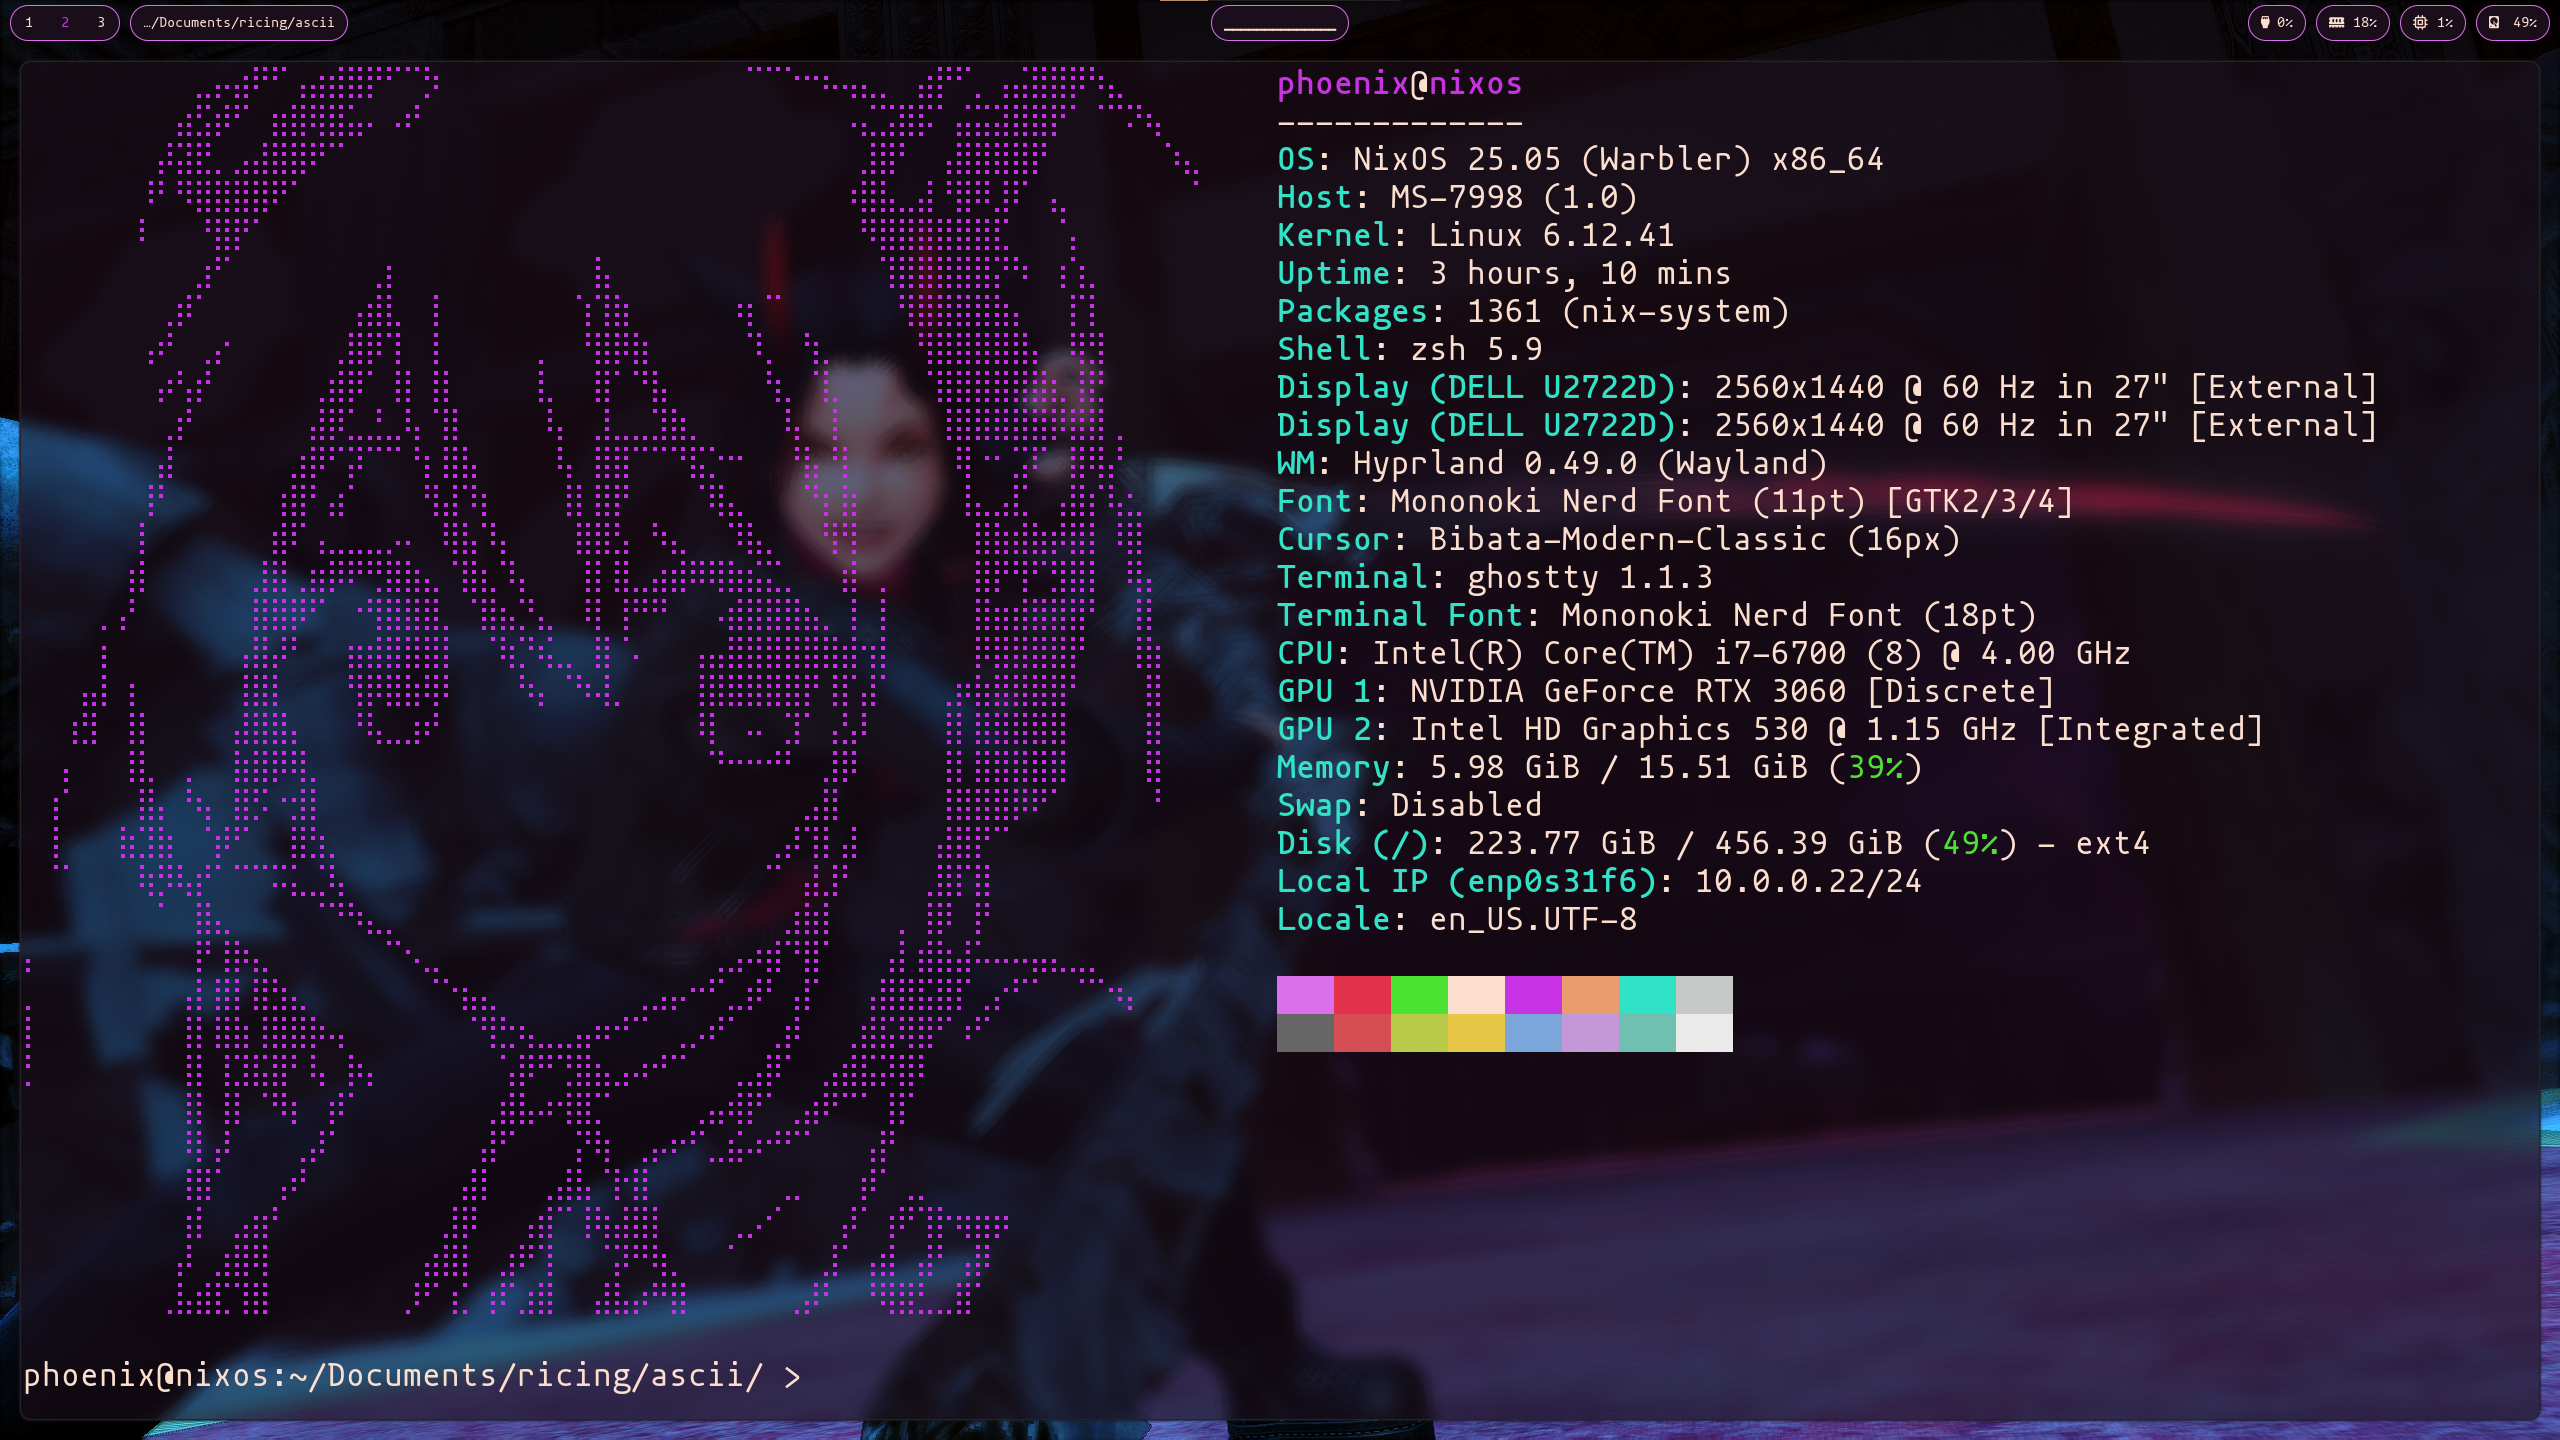 1 2 3
…/Documents/ricing/ascii
0%
18%
1%
49%
phoenix@nixos
-------------
OS: NixOS 25.05 (Warbler) x86_64
Host: MS-7998 (1.0)
Kernel: Linux 6.12.41
Uptime: 3 hours, 10 mins
Packages: 1361 (nix-system)
Shell: zsh 5.9
Display (DELL U2722D): 2560x1440 @ 60 Hz in 27" [External]
Display (DELL U2722D): 2560x1440 @ 60 Hz in 27" [External]
WM: Hyprland 0.49.0 (Wayland)
Font: Mononoki Nerd Font (11pt) [GTK2/3/4]
Cursor: Bibata-Modern-Classic (16px)
Terminal: ghostty 1.1.3
Terminal Font: Mononoki Nerd Font (18pt)
CPU: Intel(R) Core(TM) i7-6700 (8) @ 4.00 GHz
GPU 1: NVIDIA GeForce RTX 3060 [Discrete]
GPU 2: Intel HD Graphics 530 @ 1.15 GHz [Integrated]
Memory: 5.98 GiB / 15.51 GiB (39%)
Swap: Disabled
Disk (/): 223.77 GiB / 456.39 GiB (49%) - ext4
Local IP (enp0s31f6): 10.0.0.22/24
Locale: en_US.UTF-8
phoenix@nixos:~/Documents/ricing/ascii/ >